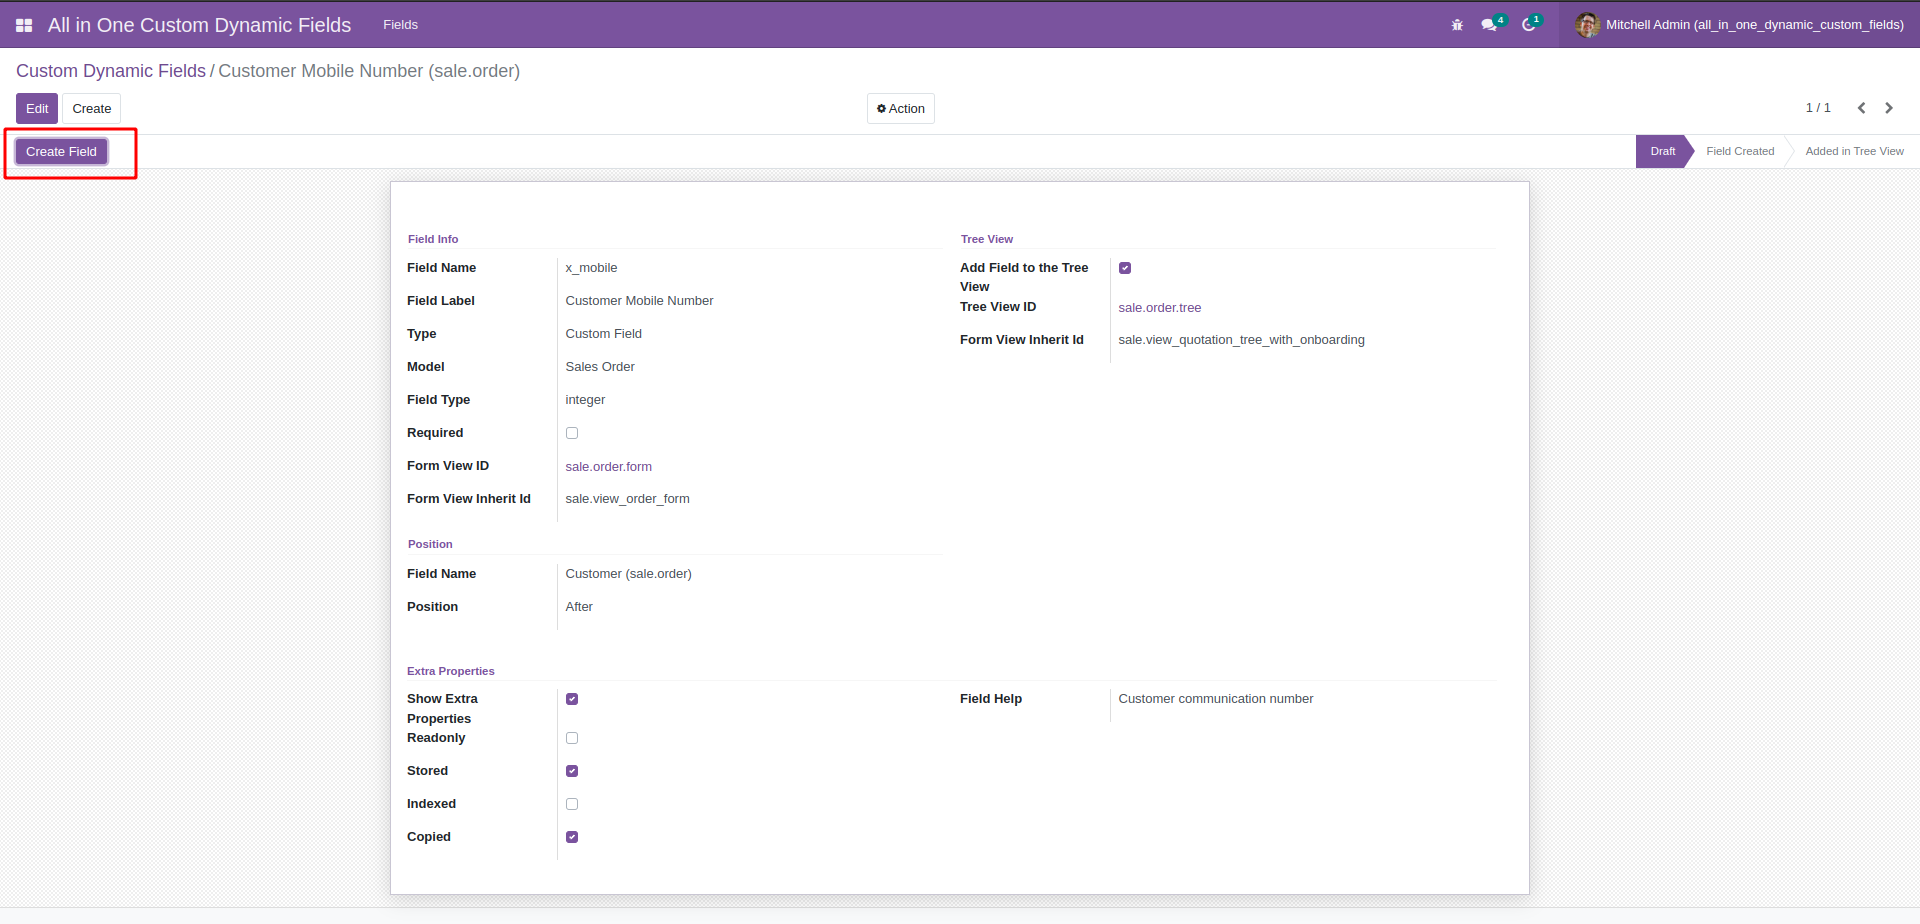 All in One Custom Dynamic Fields
Fields
4
1
Mitchell Admin (all_in_one_dynamic_custom_fields)
Custom Dynamic Fields / Customer Mobile Number (sale.order)
Edit
Create
Action
1 / 1
Create Field
Draft
Field Created
Added in Tree View
Field Info
Field Name
x_mobile
Field Label
Customer Mobile Number
Type
Custom Field
Model
Sales Order
Field Type
integer
Required
Form View ID
sale.order.form
Form View Inherit Id
sale.view_order_form
Tree View
Add Field to the Tree
View
Tree View ID
sale.order.tree
Form View Inherit Id
sale.view_quotation_tree_with_onboarding
Position
Field Name
Customer (sale.order)
Position
After
Extra Properties
Show Extra
Properties
Readonly
Stored
Indexed
Copied
Field Help
Customer communication number